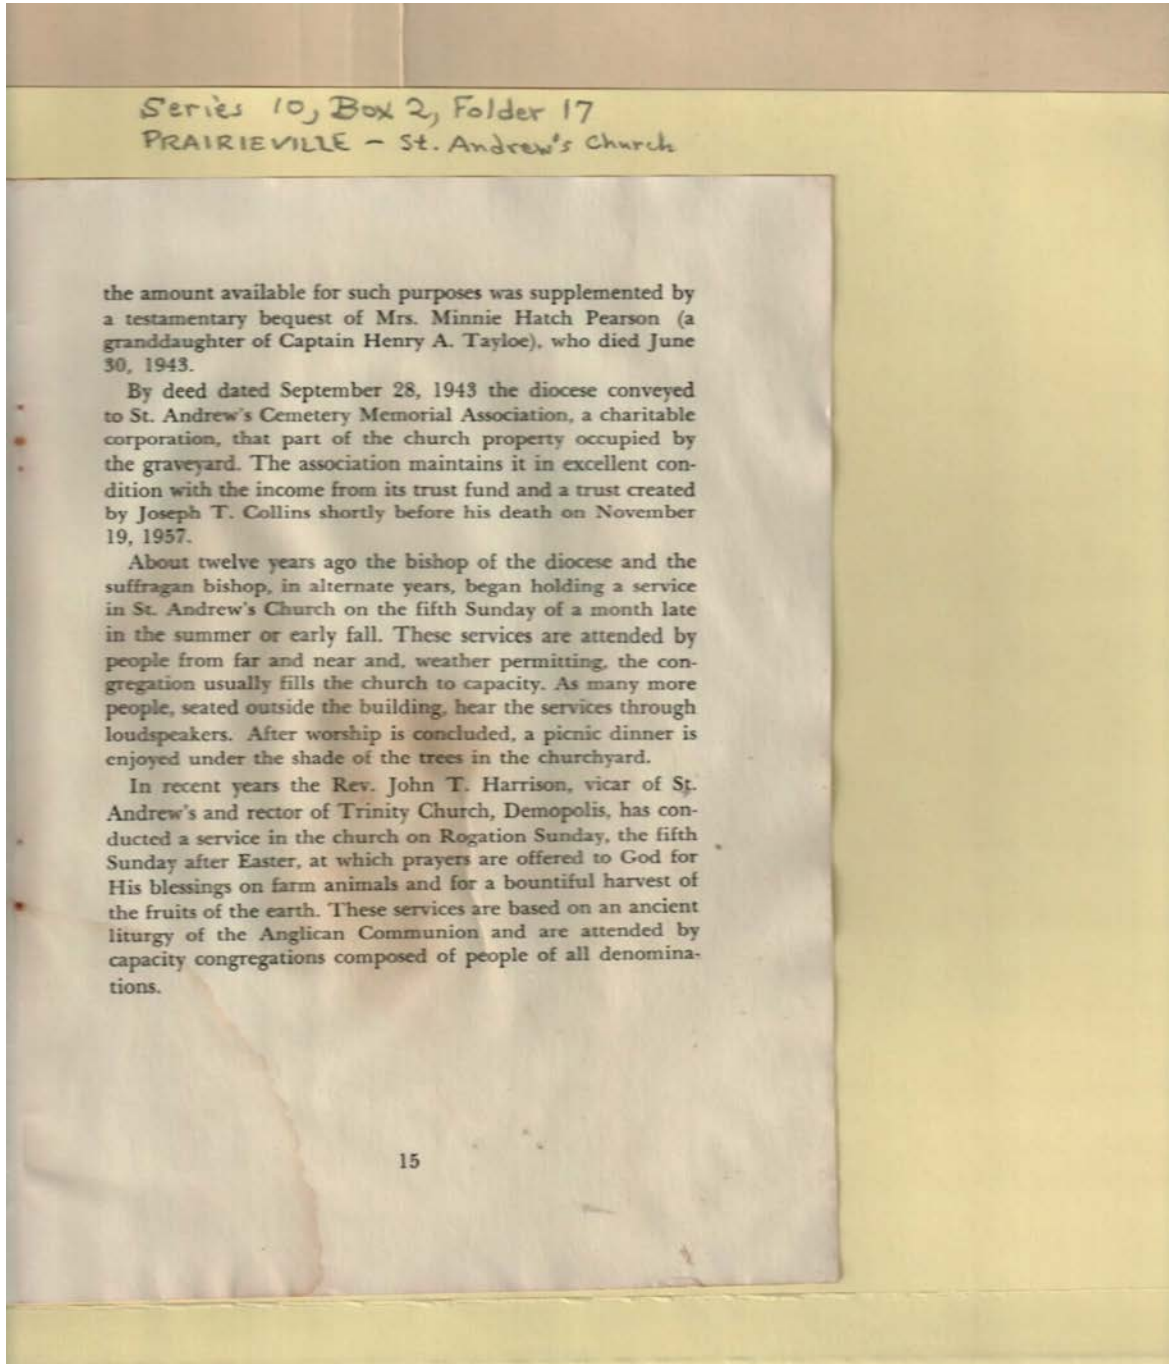 Series 10, Box 2, Folder 17
PRAIRIEVILLE - St. Andrew's Church
the amount available for such purposes was supplemented by
a testamentary bequest of Mrs. Minnie Hatch Pearson (a
granddaughter of Captain Henry A. Tayloe), who died June
30, 1943.
By deed dated September 28, 1943 the diocese conveyed
to St. Andrew's Cemetery Memorial Association, a charitable
corporation, that part of the church property occupied by
the graveyard. The association maintains it in excellent con-
dition with the income from its trust fund and a trust created
by Joseph T. Collins shortly before his death on November
19, 1957.
About twelve years ago the bishop of the diocese and the
suffragan bishop, in alternate years, began holding a service
in St. Andrew's Church on the fifth Sunday of a month late
in the summer or early fall. These services are attended by
people from far and near and, weather permitting, the con-
gregation usually fills the church to capacity. As many more
people, seated outside the building, hear the services through
loudspeakers. After worship is concluded, a picnic dinner is
enjoyed under the shade of the trees in the churchyard.
In recent years the Rev. John T. Harrison, vicar of St.
Andrew's and rector of Trinity Church, Demopolis, has con-
ducted a service in the church on Rogation Sunday, the fifth
Sunday after Easter, at which prayers are offered to God for
His blessings on farm animals and for a bountiful harvest of
the fruits of the earth. These services are based on an ancient
liturgy of the Anglican Communion and are attended by
capacity congregations composed of people of all denomina-
tions.
15